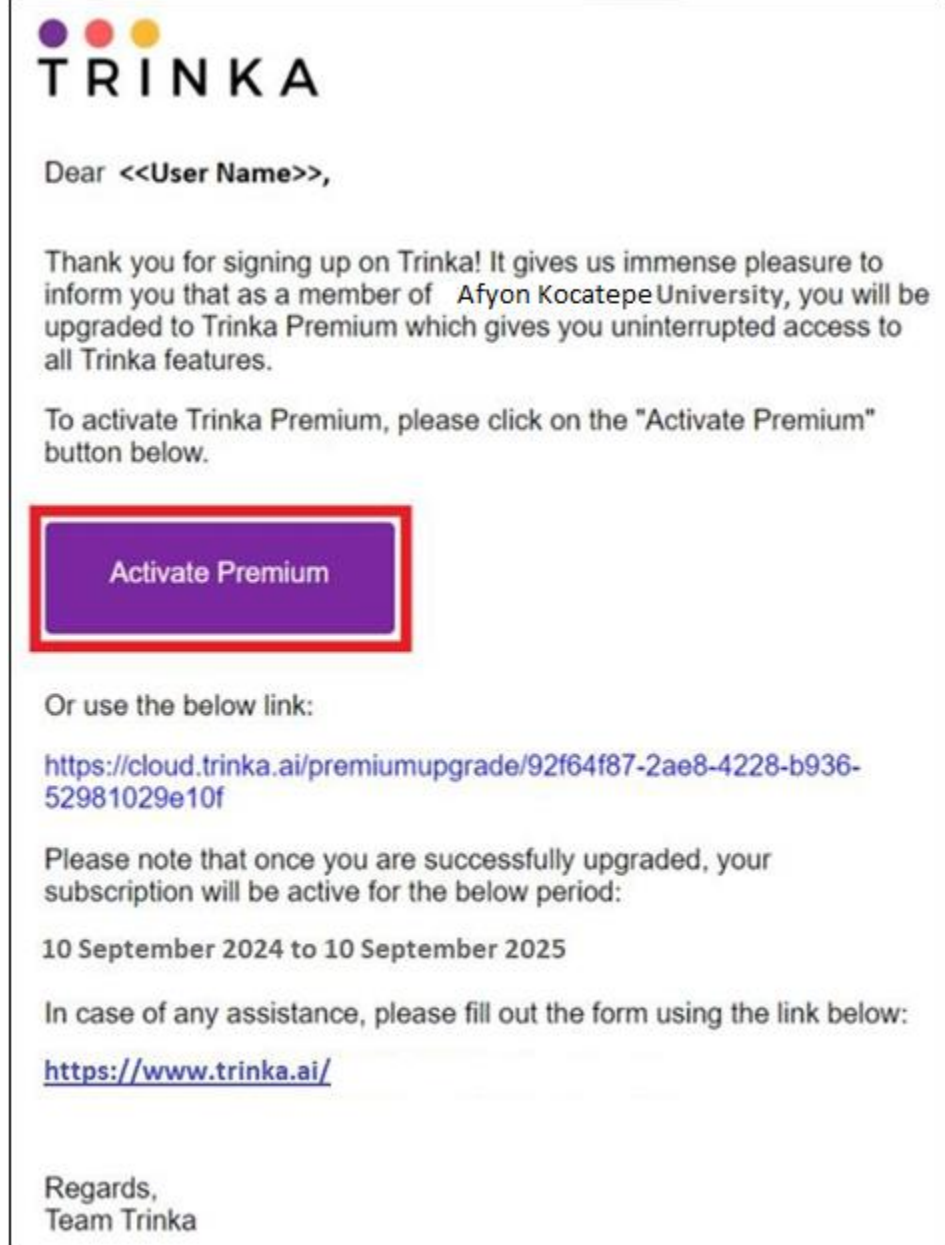 TRINKA
Dear <<User Name>>,
Thank you for signing up on Trinka! It gives us immense pleasure to
inform you that as a member of Afyon Kocatepe University, you will be
upgraded to Trinka Premium which gives you uninterrupted access to
all Trinka features.
To activate Trinka Premium, please click on the "Activate Premium"
button below.
Activate Premium
Or use the below link:
https://cloud.trinka.ai/premiumupgrade/92f64f87-2ae8-4228-b936-
52981029e10f
Please note that once you are successfully upgraded, your
subscription will be active for the below period:
10 September 2024 to 10 September 2025
In case of any assistance, please fill out the form using the link below:
https://www.trinka.ai/
Regards,
Team Trinka